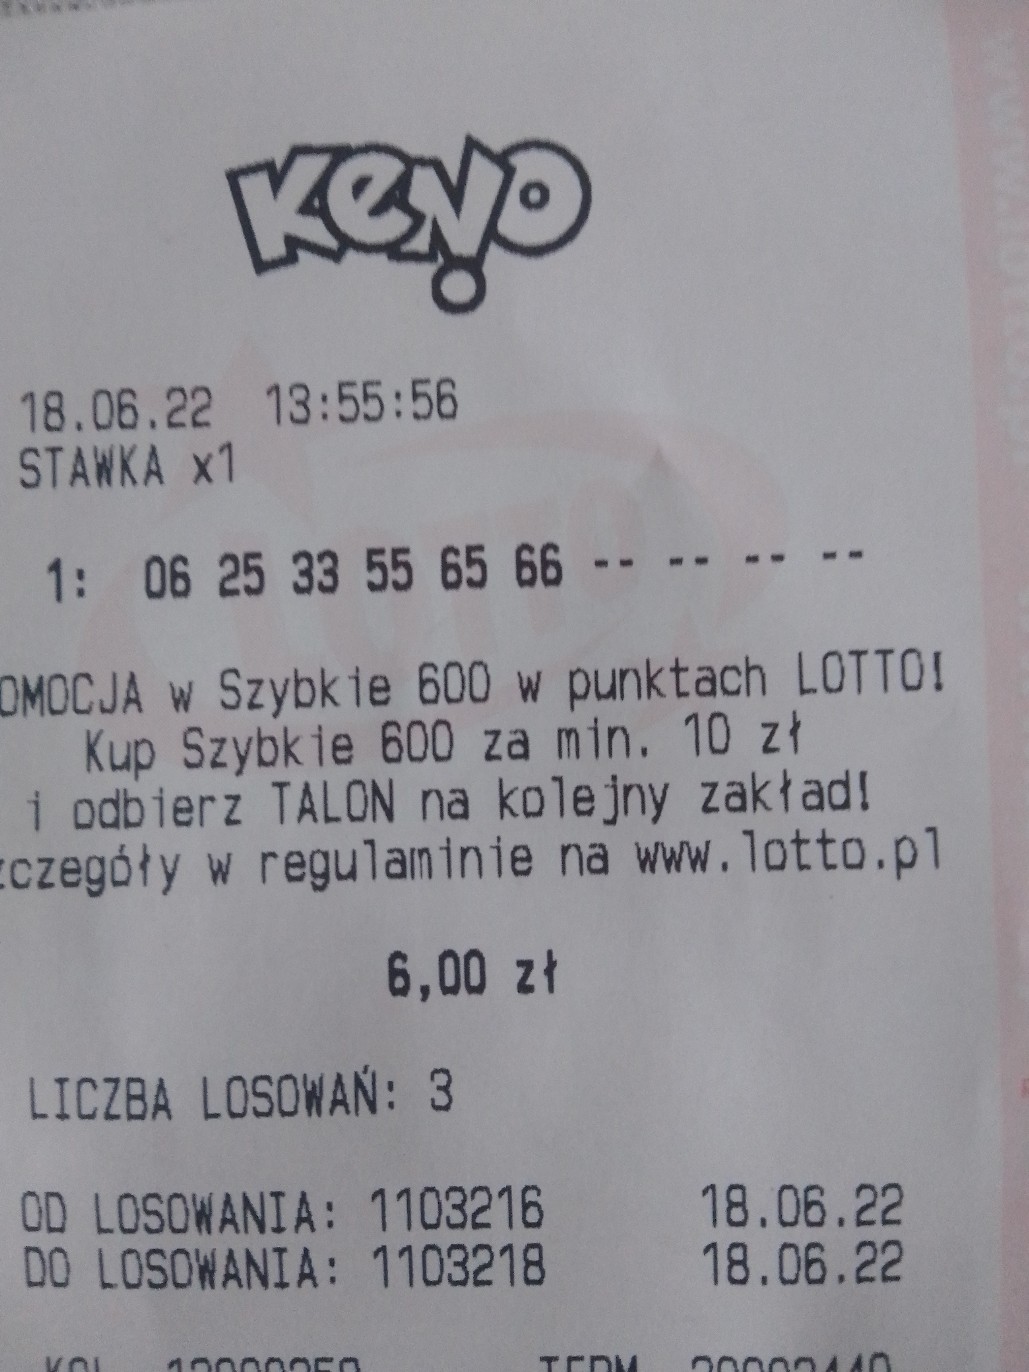 KENO
18.06.22 13:55:56
STAWKA x1
1: 06 25 33 55 65 66 -- -- -- --
OMOCJA w Szybkie 600 w punktach LOTTO!
Kup Szybkie 600 za min. 10 zł
i odbierz TALON na kolejny zakład!
zczegóły w regulaminie na www.lotto.pl
6,00 zł
LICZBA LOSOWAŃ: 3
OD LOSOWANIA: 1103216 18.06.22
DO LOSOWANIA: 1103218 18.06.22